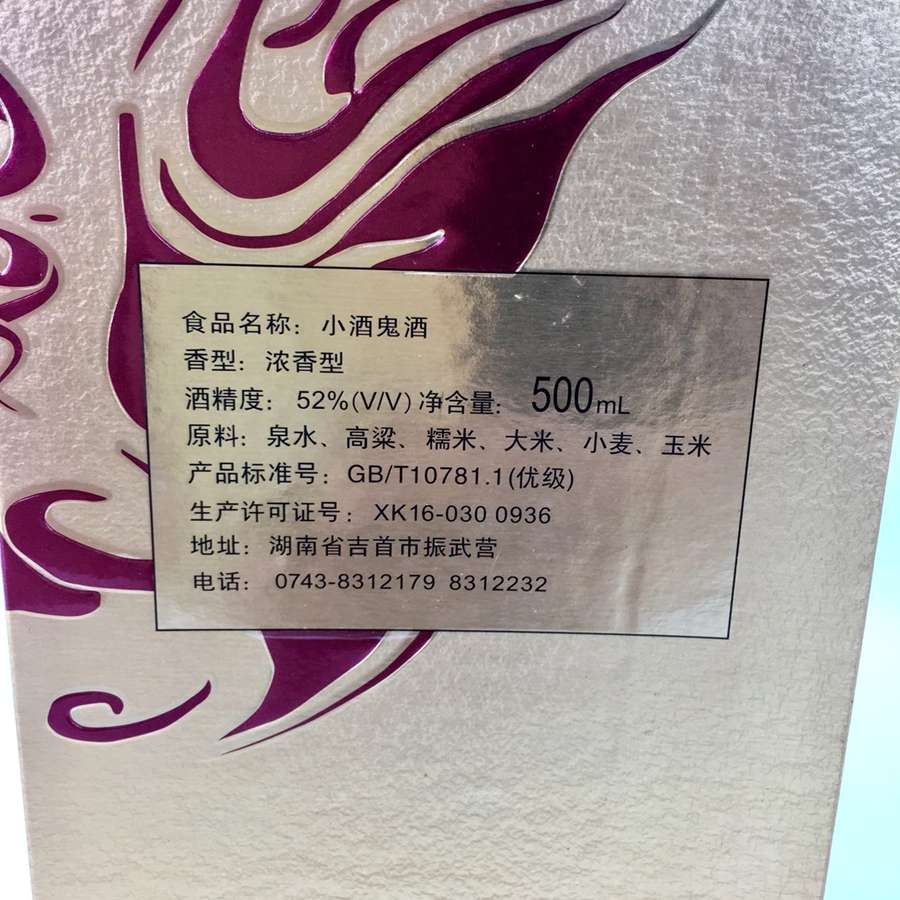 食品名称：小酒鬼酒
香型：浓香型
酒精度：52%(V/V) 净含量：500mL
原料：泉水、高粱、糯米、大米、小麦、玉米
产品标准号：GB/T10781.1(优级)
生产许可证号：XK16-030 0936
地址：湖南省吉首市振武营
电话：0743-8312179 8312232